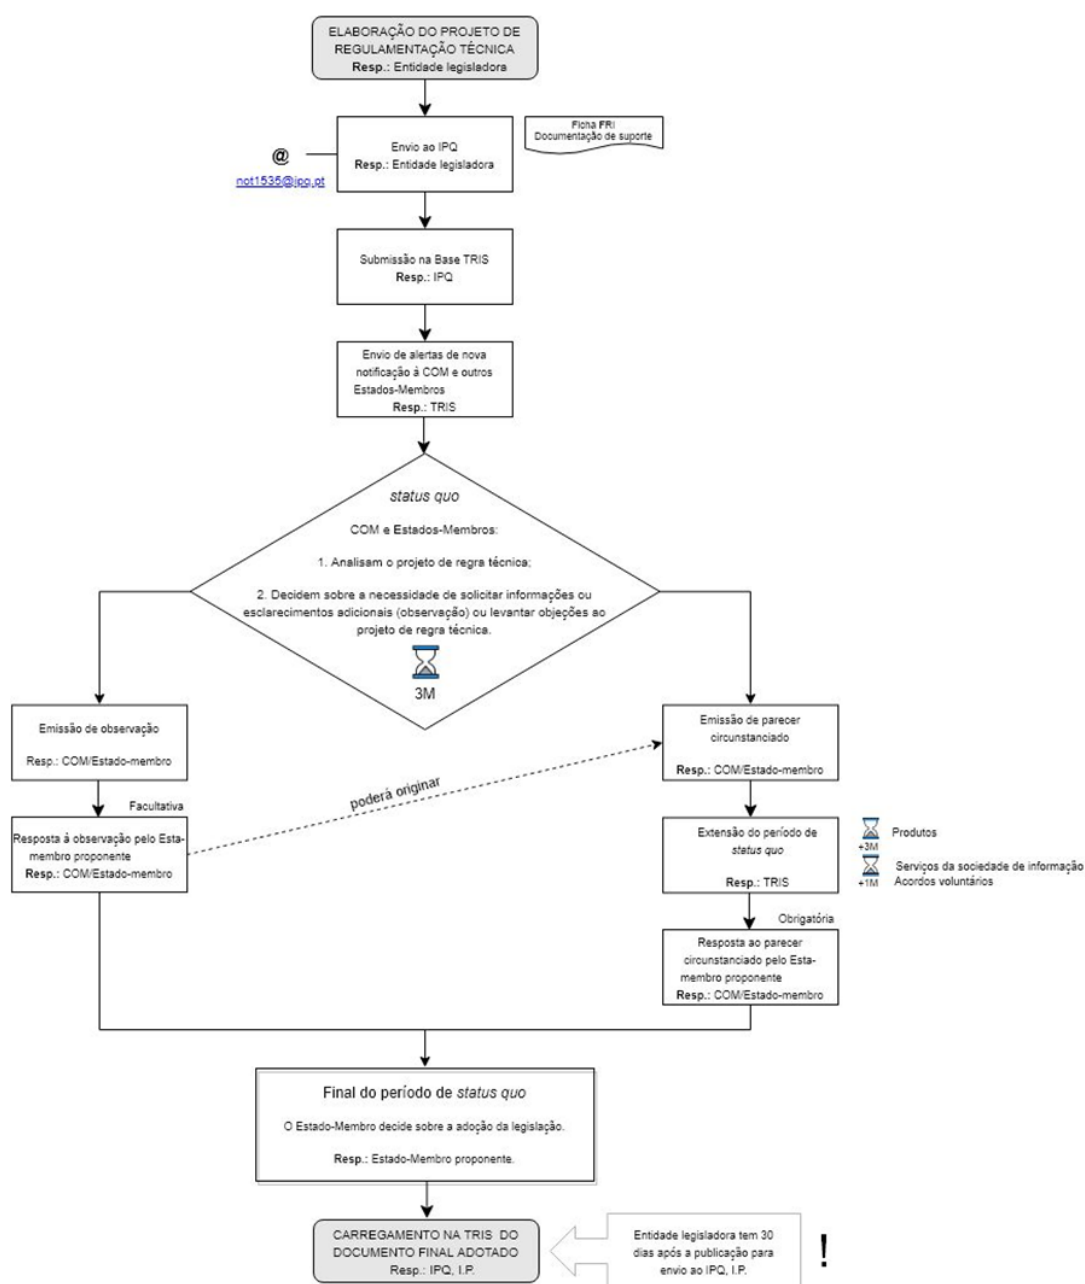 ELABORAÇÃO DO PROJETO DE
REGULAMENTAÇÃO TÉCNICA
Resp.: Entidade legisladora
Ficha FRI
Documentação de suporte
Envio ao IPQ
Resp.: Entidade legisladora
@
not1535@ipq.pt
Submissão na Base TRIS
Resp.: IPQ
Envio de alertas de nova
notificação à COM e outros
Estados-Membros
Resp.: TRIS
status quo
COM e Estados-Membros:
1. Analisam o projeto de regra técnica;
2. Decidem sobre a necessidade de solicitar informações ou
esclarecimentos adicionais (observação) ou levantar objeções ao
projeto de regra técnica.
3M
Emissão de observação
Resp.: COM/Estado-membro
Facultativa
Resposta à observação pelo Esta-
membro proponente
Resp.: COM/Estado-membro
poderá originar
Emissão de parecer
circunstanciado
Resp.: COM/Estado-membro
Extensão do período de
status quo
Resp.: TRIS
Produtos
+3M
Serviços da sociedade de informação
+1M
Acordos voluntários
Obrigatória
Resposta ao parecer
circunstanciado pelo Esta-
membro proponente
Resp.: COM/Estado-membro
Final do período de status quo
O Estado-Membro decide sobre a adoção da legislação.
Resp.: Estado-Membro proponente.
CARREGAMENTO NA TRIS DO
DOCUMENTO FINAL ADOTADO
Resp.: IPQ, I.P.
Entidade legisladora tem 30
dias após a publicação para
envio ao IPQ, I.P.
!